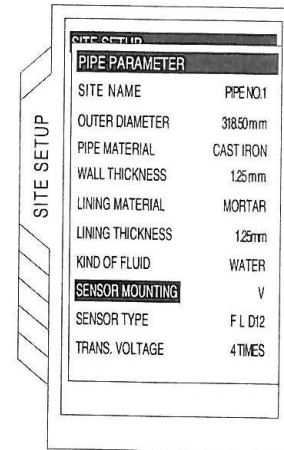 SITE SETUP
SITE SETUP
PIPE PARAMETER
SITE NAME PIPE NO.1
OUTER DIAMETER 318.50mm
PIPE MATERIAL CAST IRON
WALL THICKNESS 1.25mm
LINING MATERIAL MORTAR
LINING THICKNESS 1.25mm
KIND OF FLUID WATER
SENSOR MOUNTING V
SENSOR TYPE F L D12
TRANS. VOLTAGE 4TIMES